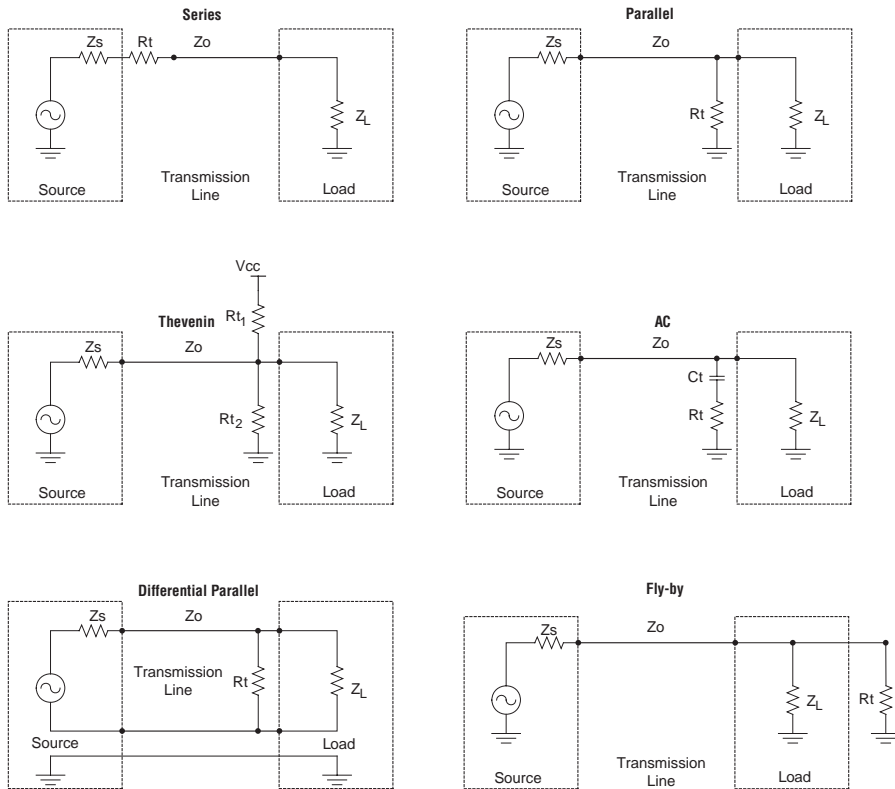 Series
Zs
Rt
Zo
Z_L
Source
Transmission
Line
Load
Parallel
Zs
Zo
Rt
Z_L
Source
Transmission
Line
Load
Thevenin
Vcc
Rt_1
Zs
Zo
Rt_2
Z_L
Source
Transmission
Line
Load
AC
Zs
Zo
Ct
Rt
Z_L
Source
Transmission
Line
Load
Differential Parallel
Zs
Zo
Transmission
Line
Rt
Z_L
Source
Load
Fly-by
Zs
Zo
Z_L
Rt
Source
Transmission
Line
Load